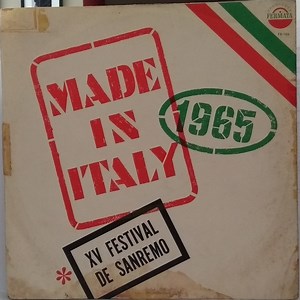 FERMATA
MADE
IN
ITALY
1965
XV FESTIVAL
DE SANREMO
*